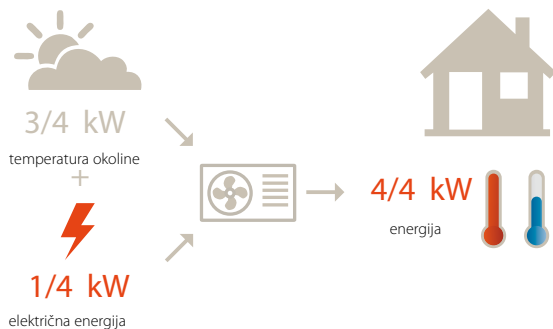 3/4 kW
temperatura okoline
+
1/4 kW
električna energija
4/4 kW
energija